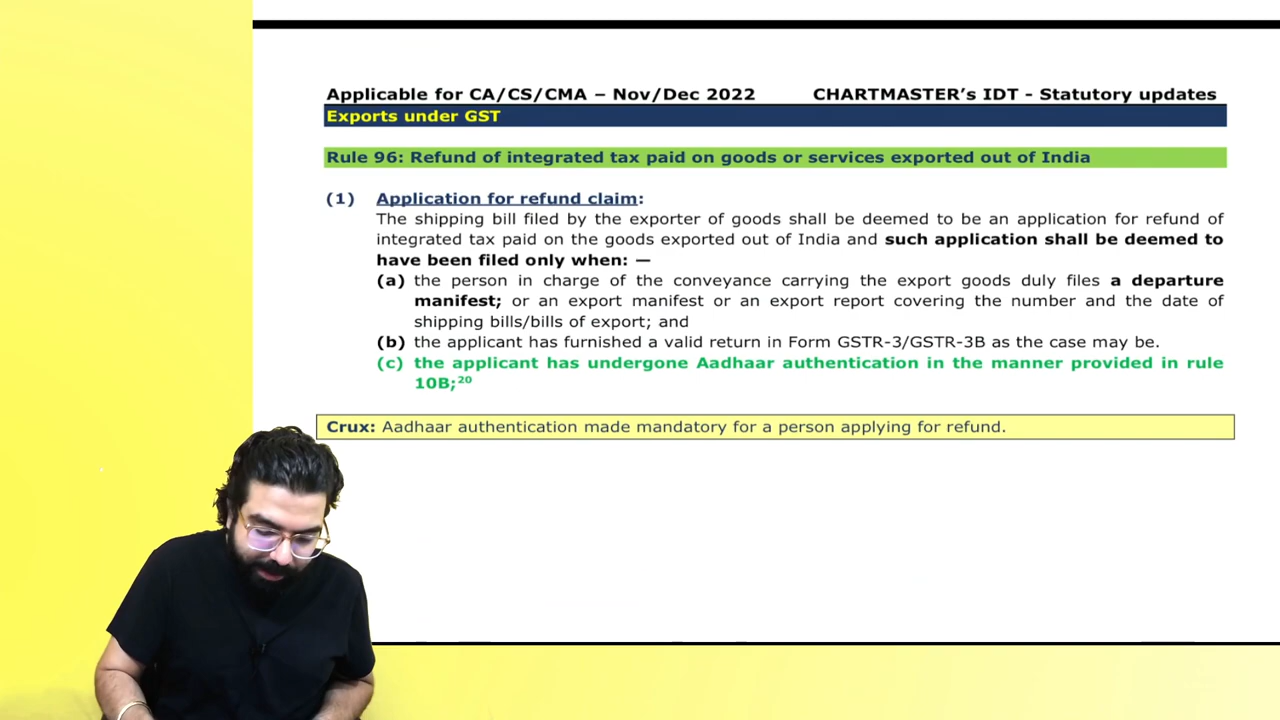 Applicable for CA/CS/CMA – Nov/Dec 2022 CHARTMASTER's IDT - Statutory updates
Exports under GST
Rule 96: Refund of integrated tax paid on goods or services exported out of India
(1) Application for refund claim:
The shipping bill filed by the exporter of goods shall be deemed to be an application for refund of
integrated tax paid on the goods exported out of India and such application shall be deemed to
have been filed only when: —
(a) the person in charge of the conveyance carrying the export goods duly files a departure
manifest; or an export manifest or an export report covering the number and the date of
shipping bills/bills of export; and
(b) the applicant has furnished a valid return in Form GSTR-3/GSTR-3B as the case may be.
(c) the applicant has undergone Aadhaar authentication in the manner provided in rule
10B;20
Crux: Aadhaar authentication made mandatory for a person applying for refund.